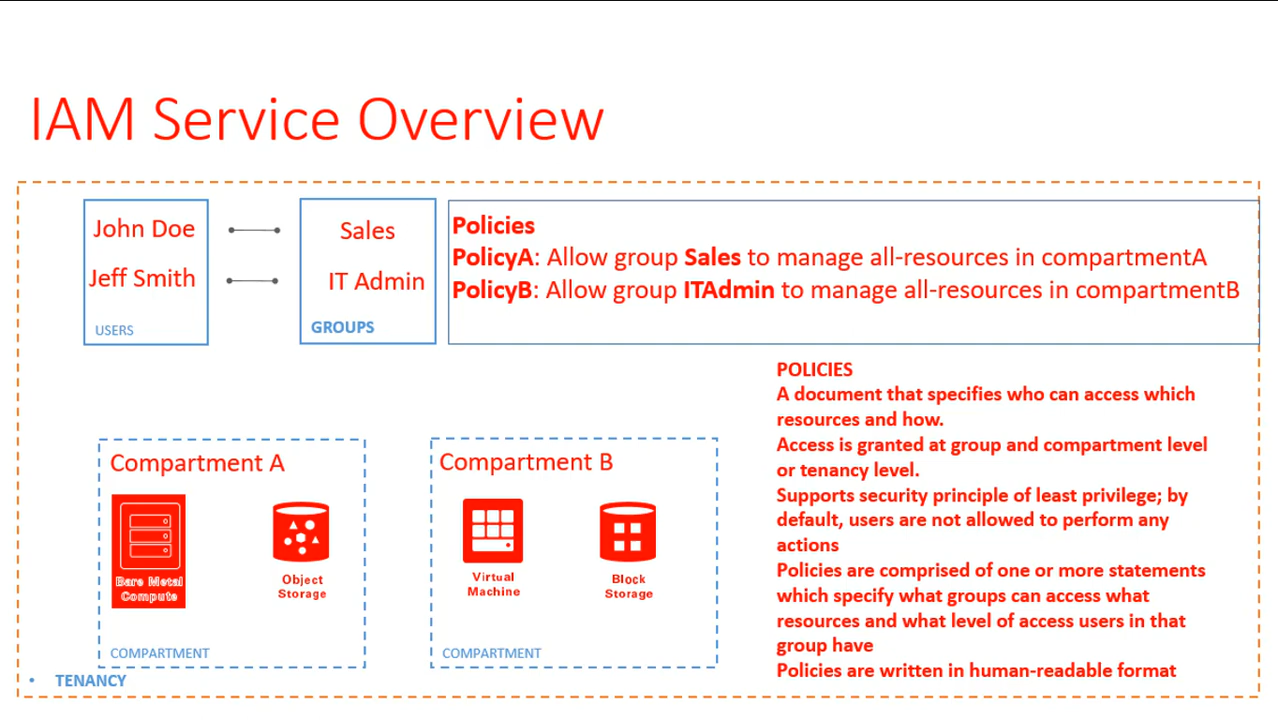 IAM Service Overview
John Doe
Jeff Smith
USERS
Sales
IT Admin
GROUPS
Policies
PolicyA: Allow group Sales to manage all-resources in compartmentA
PolicyB: Allow group ITAdmin to manage all-resources in compartmentB
Compartment A
Bare Metal
Compute
Object
Storage
COMPARTMENT
Compartment B
Virtual
Machine
Block
Storage
COMPARTMENT
POLICIES
A document that specifies who can access which
resources and how.
Access is granted at group and compartment level
or tenancy level.
Supports security principle of least privilege; by
default, users are not allowed to perform any
actions
Policies are comprised of one or more statements
which specify what groups can access what
resources and what level of access users in that
group have
Policies are written in human-readable format
• TENANCY